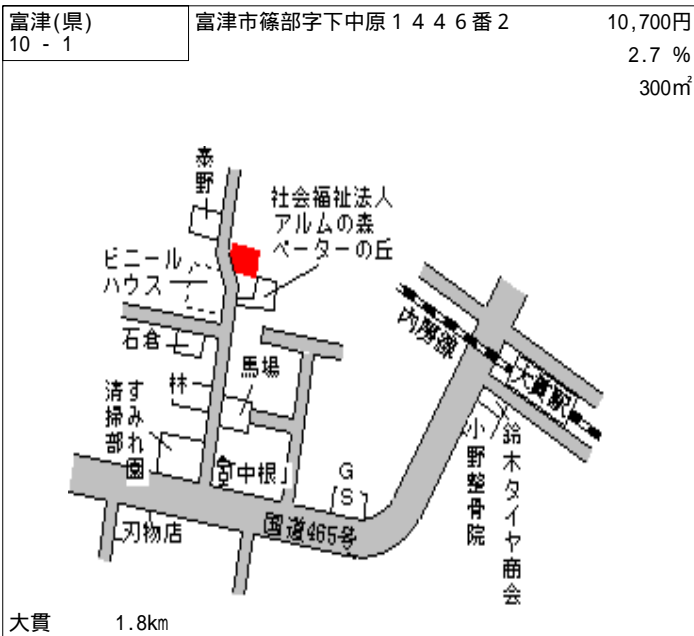 富津(県)
10 - 1
富津市篠部字下中原１４４６番２
10,700円
2.7 %
300㎡
泰野
社会福祉法人
アルムの森
ペーターの丘
ビニール
ハウス
石倉
林
馬場
すみれ園
清掃部
中根
GS
国道465号
刃物店
内房線
大貫駅
鈴木タイヤ商会
小野整骨院
大貫 1.8km